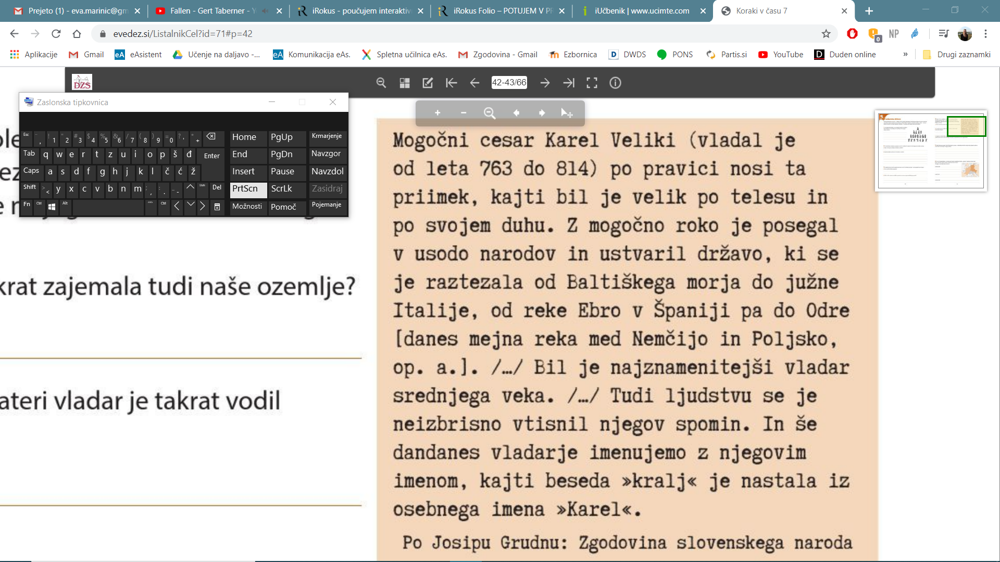 Prejeto (1) - eva.marinic@gm
Fallen - Gert Taberner - Y
iRokus - poučujem interaktiv
iRokus Folio – POTUJEM V PR
iUčbenik | www.ucimte.com
Koraki v času 7
evedez.si/ListalnikCel?id=71#p=42
0
NP
Aplikacije
Gmail
eAsistent
Učenje na daljavo -...
Komunikacija eAs.
Spletna učilnica eAs.
Zgodovina - Gmail
Ezbornica
DWDS
PONS
Partis.si
YouTube
Duden online
»
Drugi zaznamki
DZS
42-43/66
Zaslonska tipkovnica
Esc ¨ ¸ ! 1 " 2 # 3 $ 4 % 5 & 6 / 7 ( 8 ) 9 = 0 ? ' * + Home PgUp Krmarjenje
Tab q w e r t z u i o p š đ Enter End PgDn Navzgor
Caps a s d f g h j k l č ć ž Insert Pause Navzdol
Shift > < y x c v b n m ; , : . _ - Shift Del PrtScn ScrLk Zasidraj
Fn Ctrl Alt Ctrl Možnosti Pomoč Pojemanje
krat zajemala tudi naše ozemlje?
ateri vladar je takrat vodil
Mogočni cesar Karel Veliki (vladal je
od leta 763 do 814) po pravici nosi ta
priimek, kajti bil je velik po telesu in
po svojem duhu. Z mogočno roko je posegal
v usodo narodov in ustvaril državo, ki se
je raztezala od Baltiškega morja do južne
Italije, od reke Ebro v Španiji pa do Odre
[danes mejna reka med Nemčijo in Poljsko,
op. a.]. /…/ Bil je najznamenitejši vladar
srednjega veka. /…/ Tudi ljudstvu se je
neizbrisno vtisnil njegov spomin. In še
dandanes vladarje imenujemo z njegovim
imenom, kajti beseda »kralj« je nastala iz
osebnega imena »Karel«.
Po Josipu Grudnu: Zgodovina slovenskega naroda